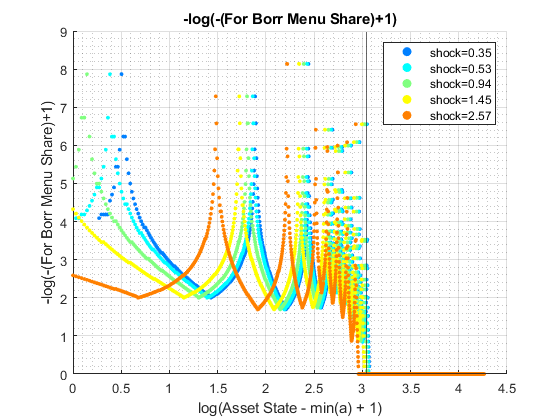 -log(-(For Borr Menu Share)+1)
9
8
7
6
5
4
3
2
1
0
-log(-(For Borr Menu Share)+1)
shock=0.35
shock=0.53
shock=0.94
shock=1.45
shock=2.57
0 0.5 1 1.5 2 2.5 3 3.5 4 4.5
log(Asset State - min(a) + 1)